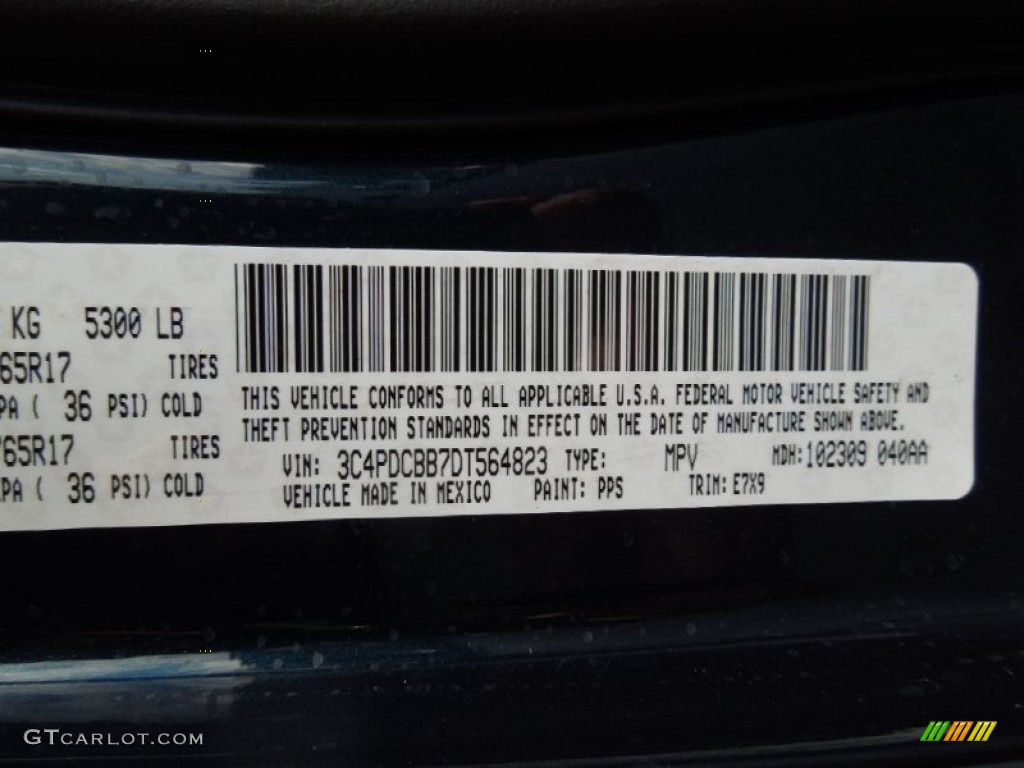 KG 5300 LB
65R17 TIRES
PA ( 36 PSI) COLD
65R17 TIRES
PA ( 36 PSI) COLD
THIS VEHICLE CONFORMS TO ALL APPLICABLE U.S.A. FEDERAL MOTOR VEHICLE SAFETY AND
THEFT PREVENTION STANDARDS IN EFFECT ON THE DATE OF MANUFACTURE SHOWN ABOVE.
VIN: 3C4PDCBB7DT564823 TYPE: MPV MDH:102309 040AA
VEHICLE MADE IN MEXICO PAINT: PPS TRIM: E7X9
GTCARLOT.COM